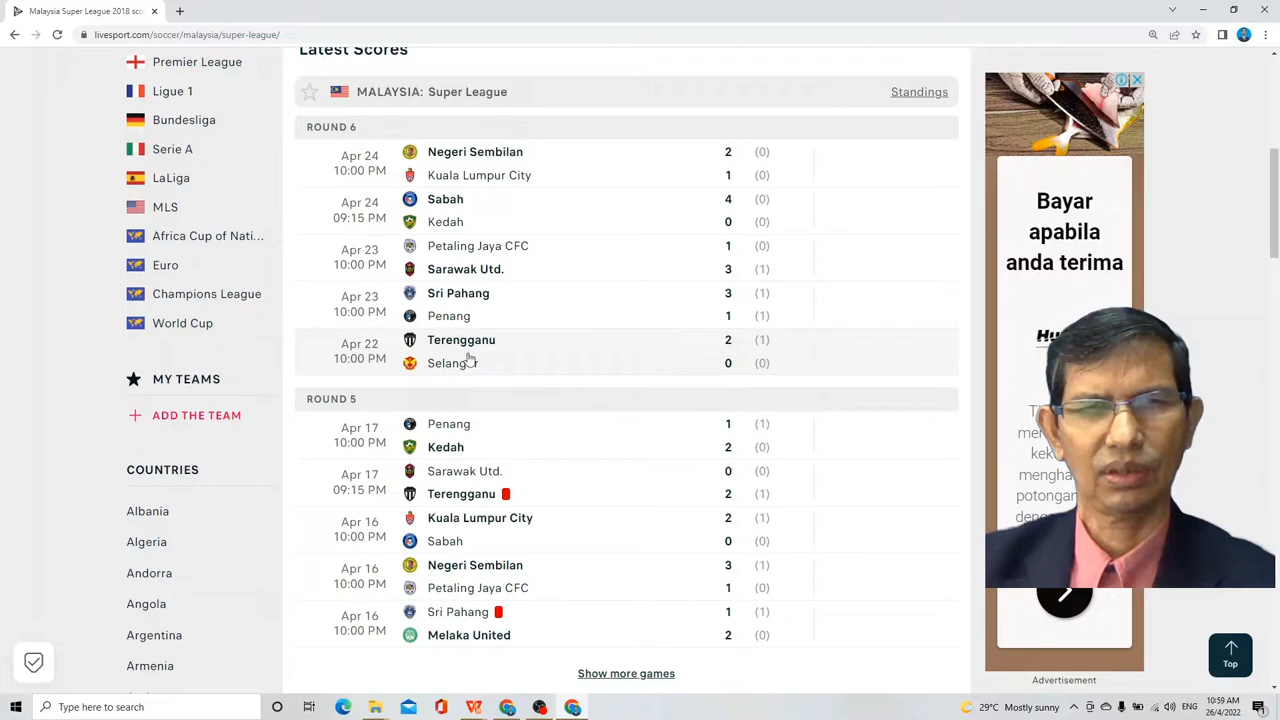 Malaysia Super League 2018 scor
livesport.com/soccer/malaysia/super-league/
Premier League
Ligue 1
Bundesliga
Serie A
LaLiga
MLS
Africa Cup of Nati...
Euro
Champions League
World Cup
MY TEAMS
ADD THE TEAM
COUNTRIES
Albania
Algeria
Andorra
Angola
Argentina
Armenia
Latest Scores
MALAYSIA: Super League
Standings
ROUND 6
Apr 24 10:00 PM
Negeri Sembilan 2 (0)
Kuala Lumpur City 1 (0)
Apr 24 09:15 PM
Sabah 4 (0)
Kedah 0 (0)
Apr 23 10:00 PM
Petaling Jaya CFC 1 (0)
Sarawak Utd. 3 (1)
Apr 23 10:00 PM
Sri Pahang 3 (1)
Penang 1 (1)
Apr 22 10:00 PM
Terengganu 2 (1)
Selangor 0 (0)
ROUND 5
Apr 17 10:00 PM
Penang 1 (1)
Kedah 2 (0)
Apr 17 09:15 PM
Sarawak Utd. 0 (0)
Terengganu 2 (1)
Apr 16 10:00 PM
Kuala Lumpur City 2 (1)
Sabah 0 (0)
Apr 16 10:00 PM
Negeri Sembilan 3 (1)
Petaling Jaya CFC 1 (0)
Apr 16 10:00 PM
Sri Pahang 1 (1)
Melaka United 2 (0)
Show more games
Bayar
apabila
anda terima
Top
Advertisement
Type here to search
29°C Mostly sunny
ENG
10:59 AM
26/4/2022